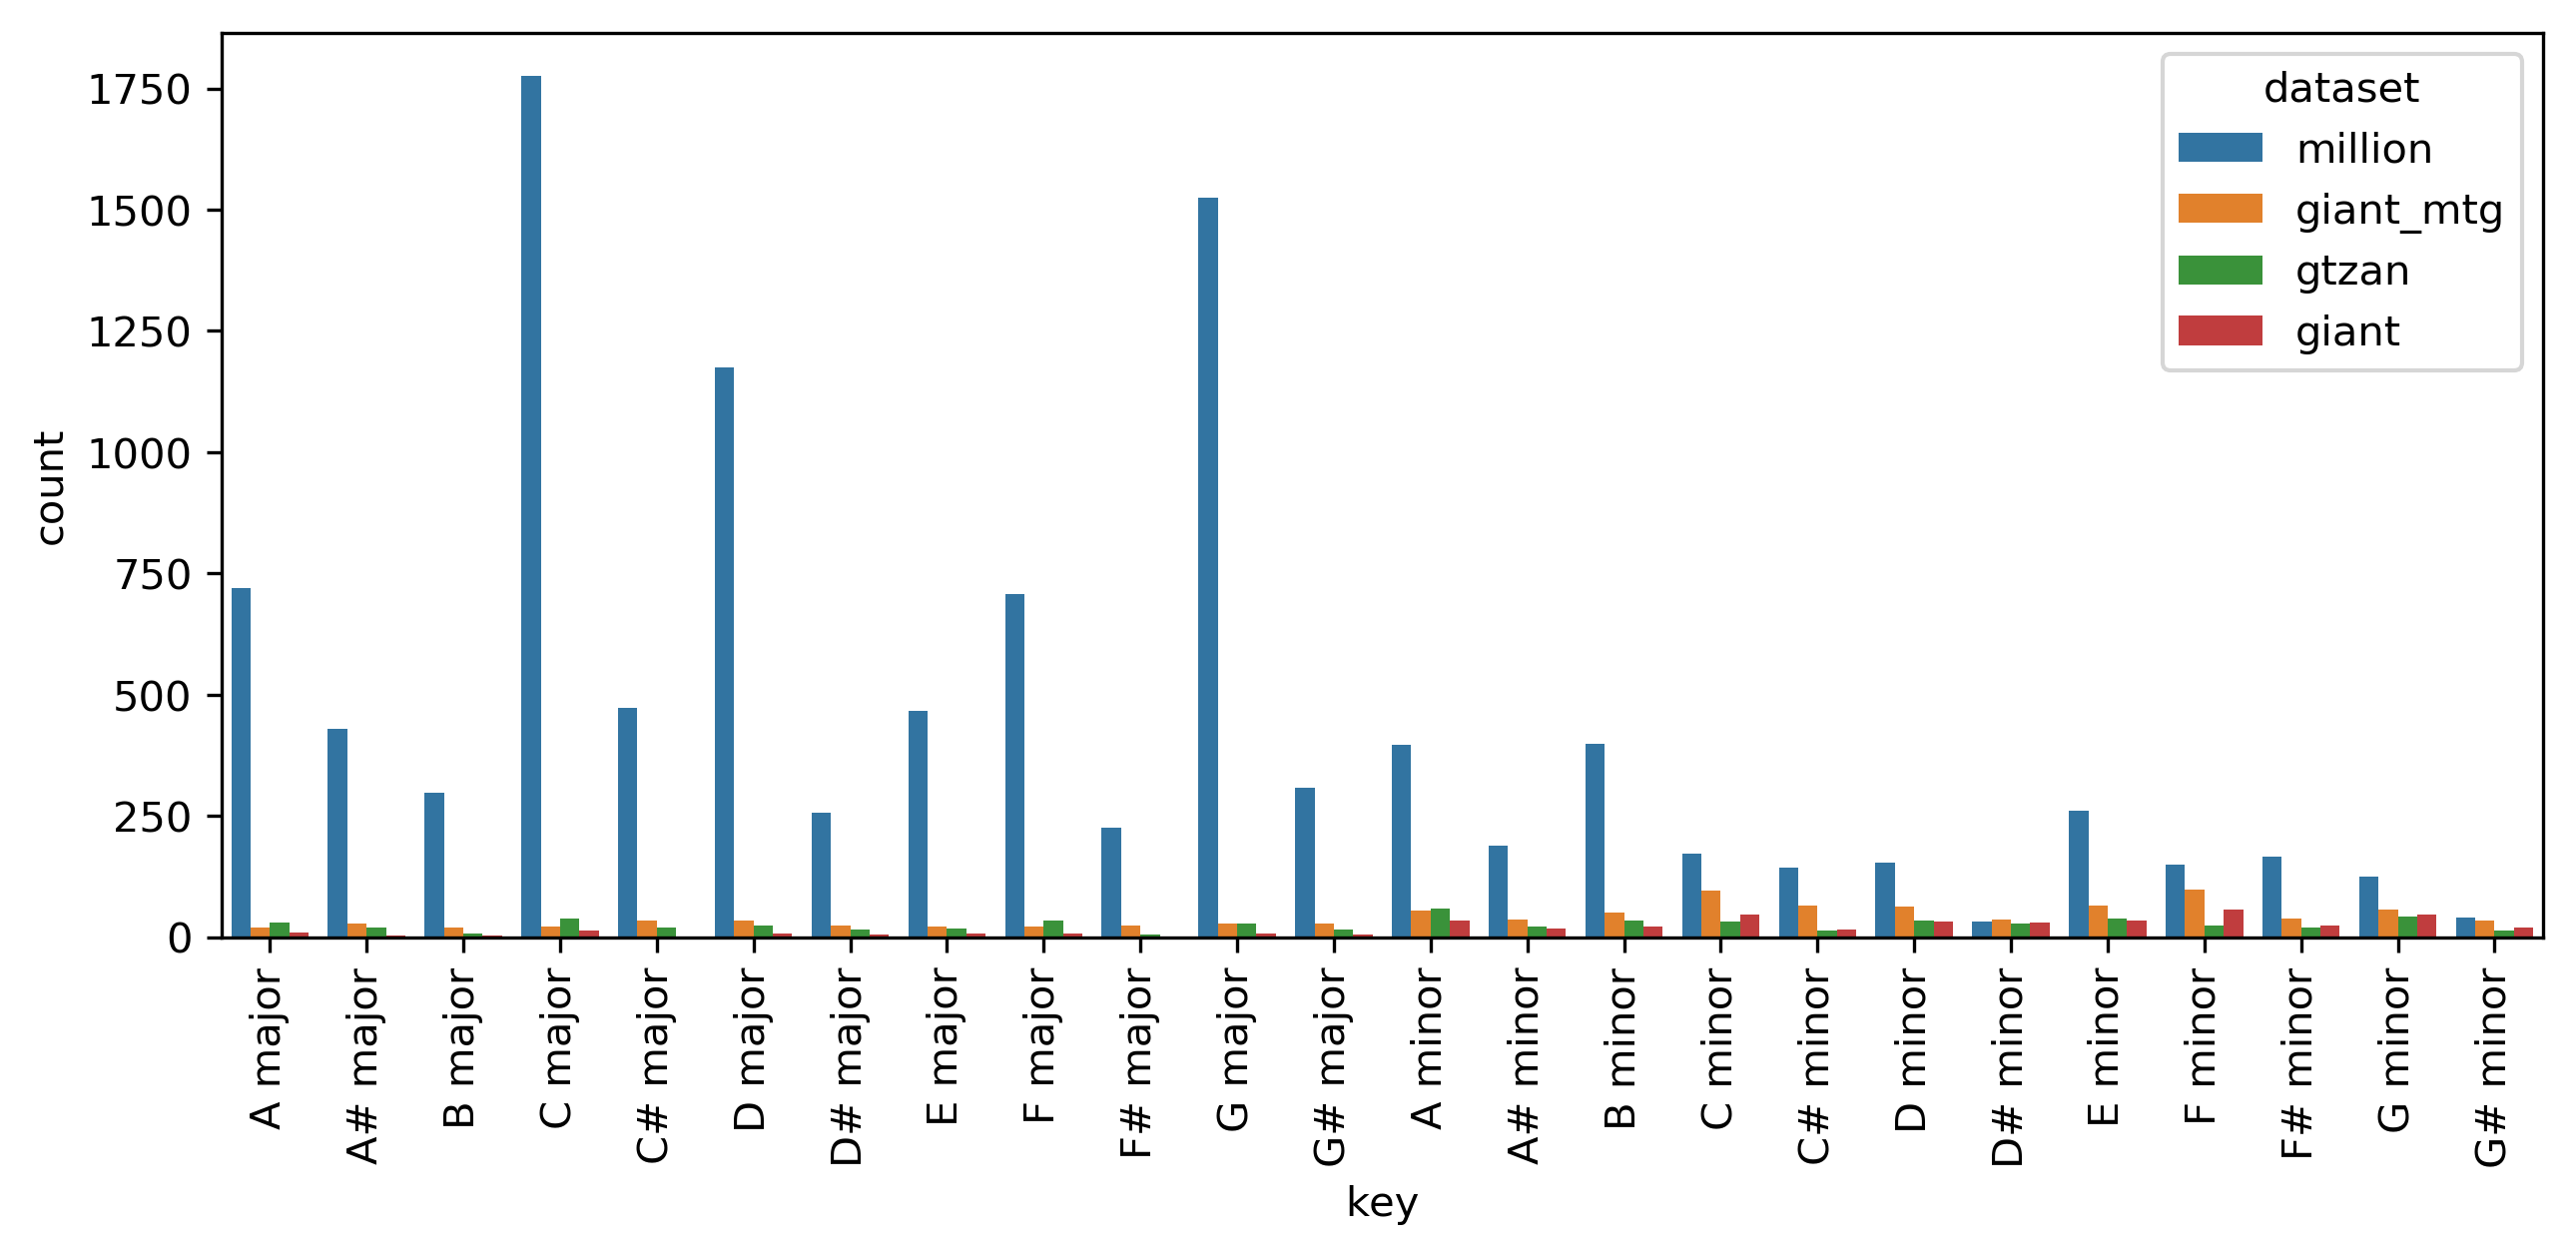 dataset
million
giant_mtg
gtzan
giant
count
1750
1500
1250
1000
750
500
250
0
A major
A# major
B major
C major
C# major
D major
D# major
E major
F major
F# major
G major
G# major
A minor
A# minor
B minor
C minor
C# minor
D minor
D# minor
E minor
F minor
F# minor
G minor
G# minor
key